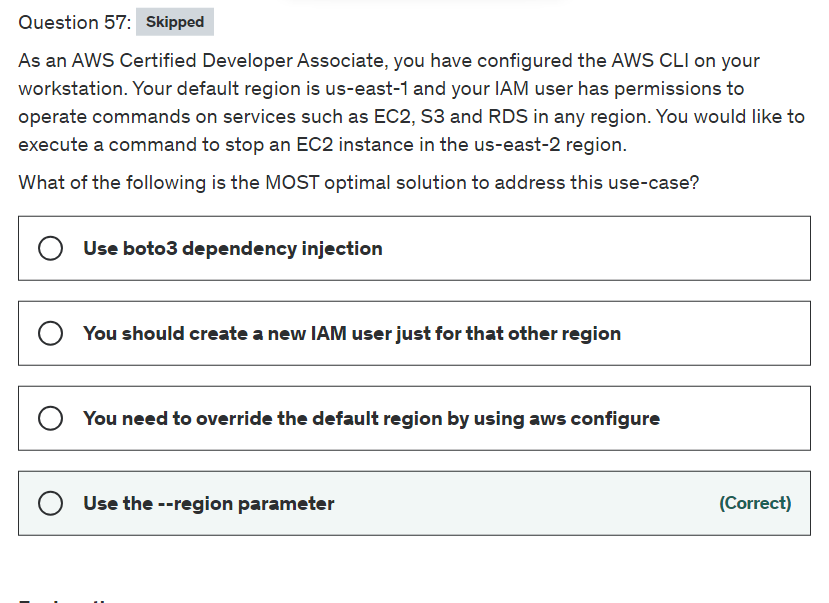 Question 57: Skipped
As an AWS Certified Developer Associate, you have configured the AWS CLI on your
workstation. Your default region is us-east-1 and your IAM user has permissions to
operate commands on services such as EC2, S3 and RDS in any region. You would like to
execute a command to stop an EC2 instance in the us-east-2 region.
What of the following is the MOST optimal solution to address this use-case?
Use boto3 dependency injection
You should create a new IAM user just for that other region
You need to override the default region by using aws configure
Use the --region parameter (Correct)